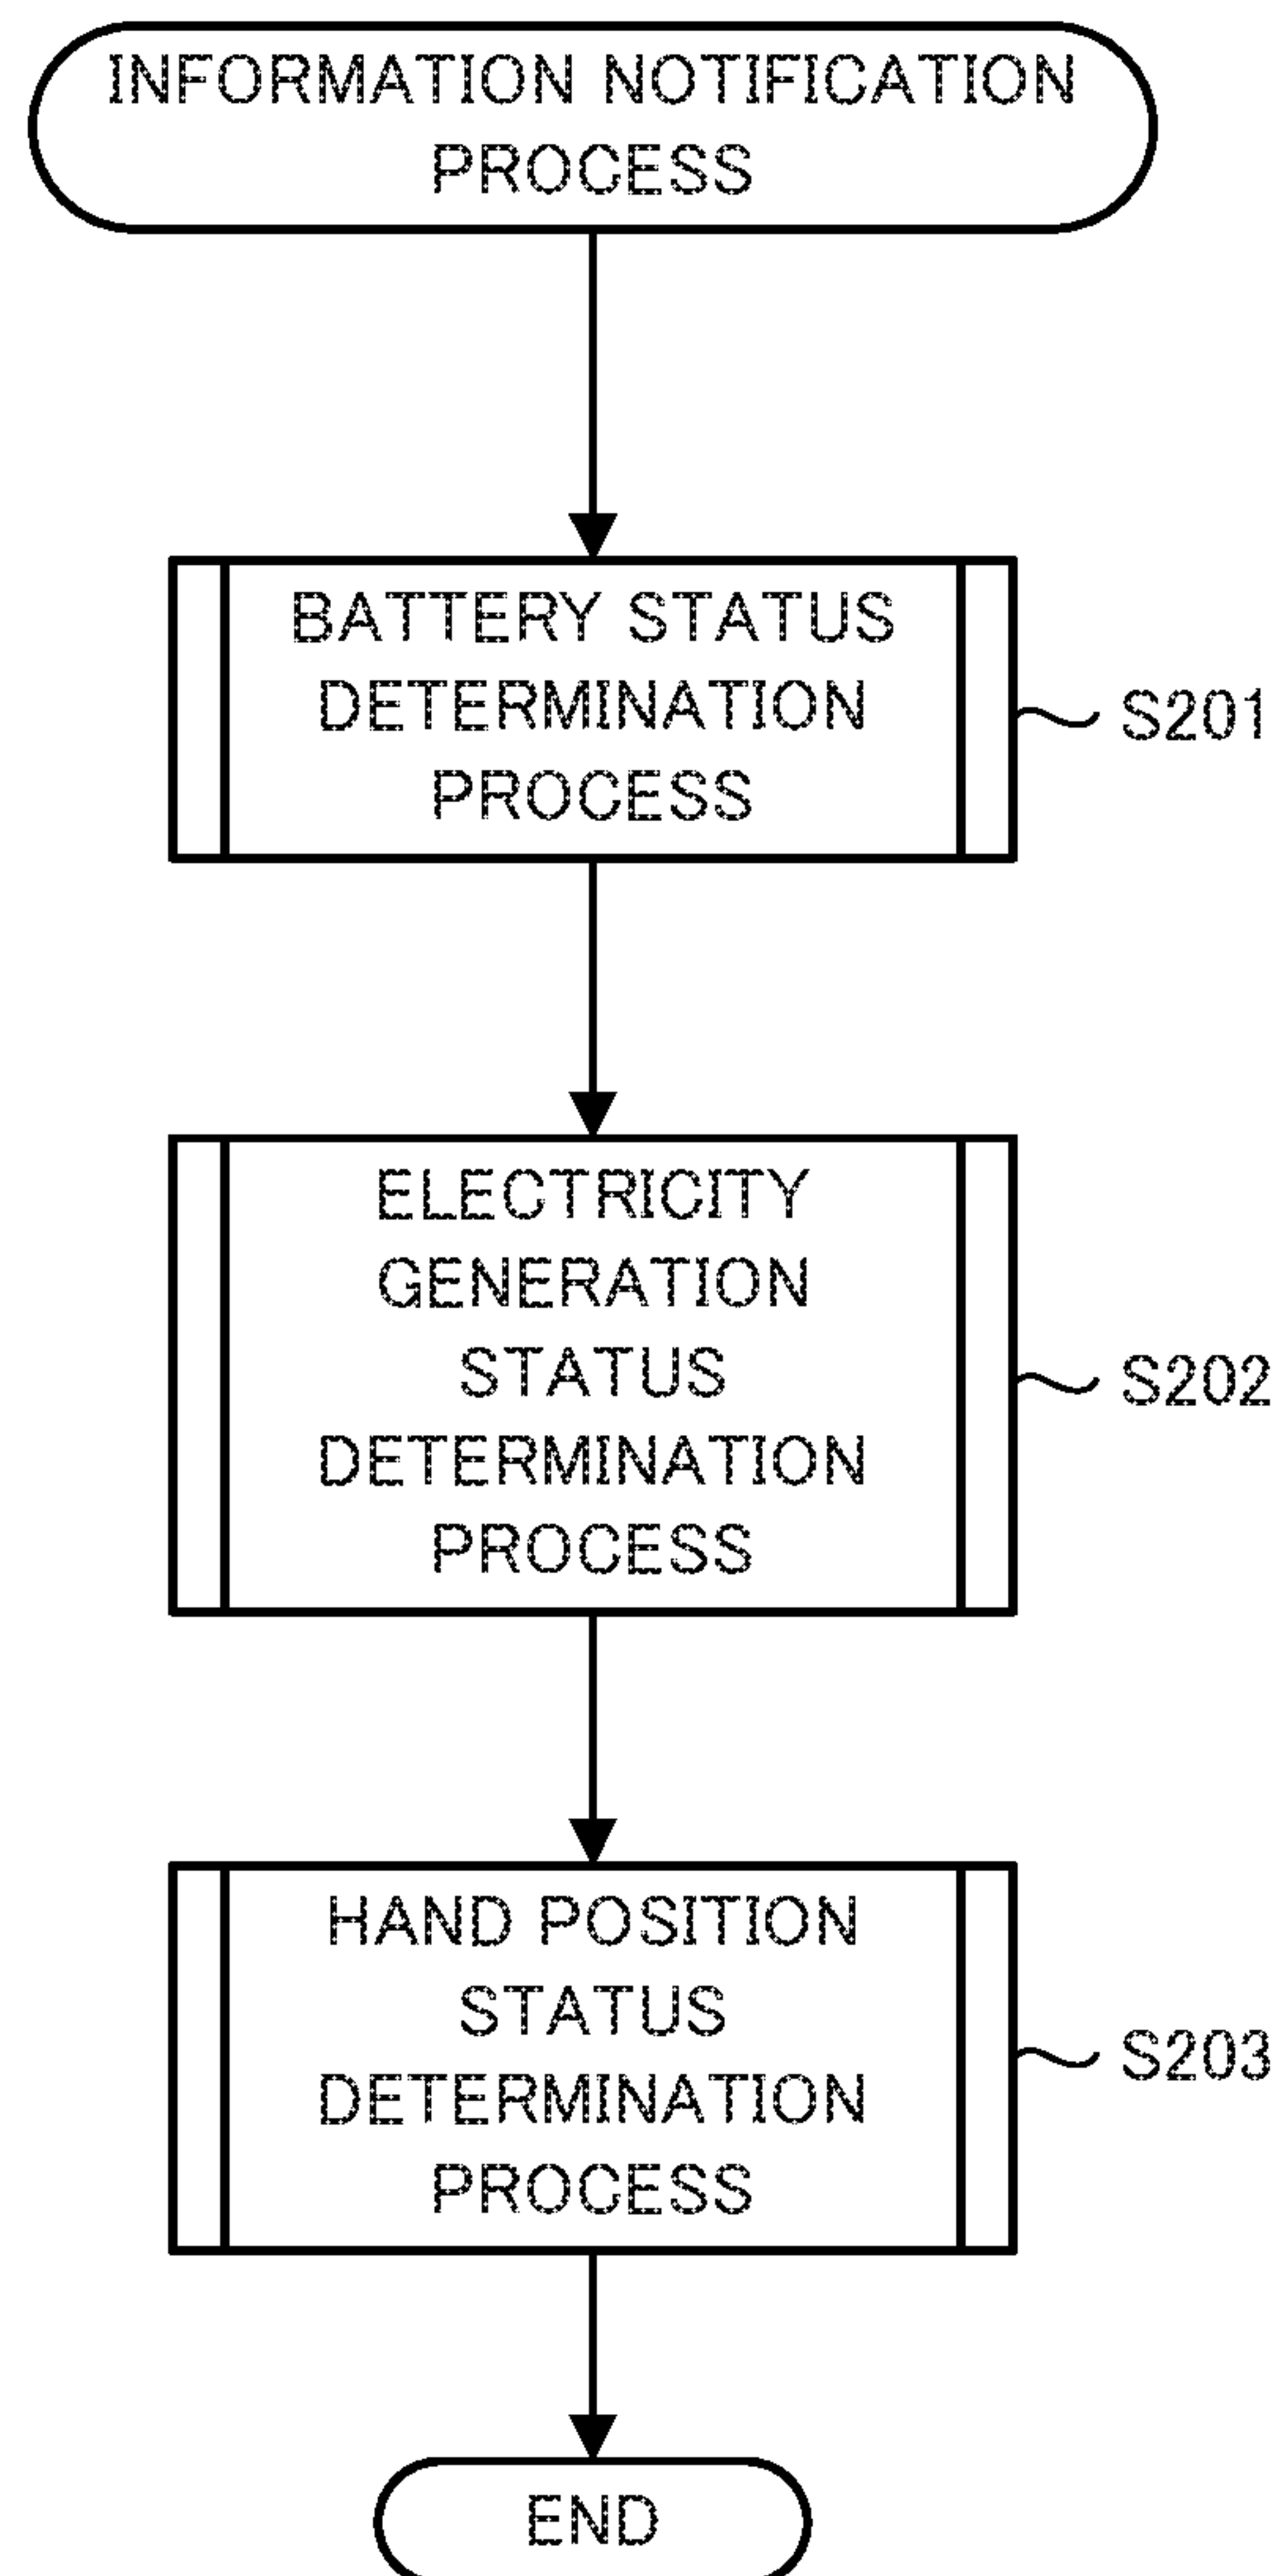 INFORMATION NOTIFICATION
PROCESS
BATTERY STATUS
DETERMINATION
PROCESS
S201
ELECTRICITY
GENERATION
STATUS
DETERMINATION
PROCESS
S202
HAND POSITION
STATUS
DETERMINATION
PROCESS
S203
END